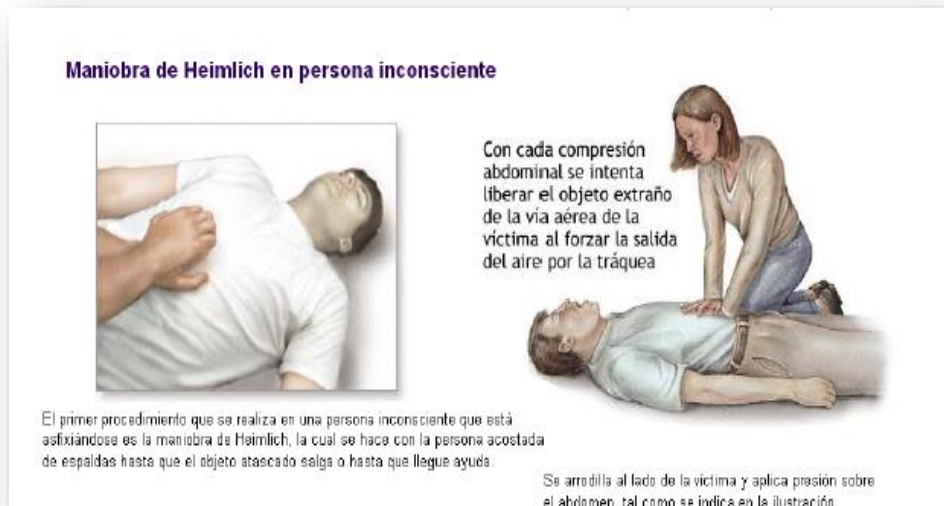 Maniobra de Heimlich en persona inconsciente
Con cada compresión
abdominal se intenta
liberar el objeto extraño
de la vía aérea de la
víctima al forzar la salida
del aire por la tráquea
El primer procedimiento que se realiza en una persona inconsciente que está
asfixiándose es la maniobra de Heimlich, la cual se hace con la persona acostada
de espaldas hasta que el objeto atascado salga o hasta que llegue ayuda.
Se arrodilla al lado de la víctima y aplica presión sobre
el abdomen, tal como se indica en la ilustración